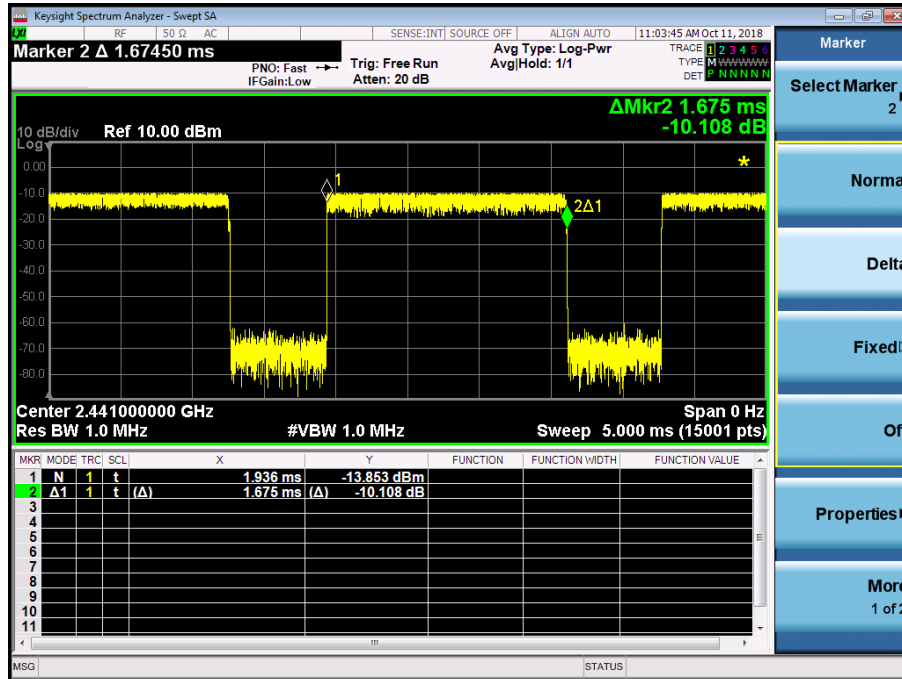 Keysight Spectrum Analyzer - Swept SA
LXI RF 50 Ω AC SENSE:INT SOURCE OFF ALIGN AUTO 11:03:45 AM Oct 11, 2018
Marker 2 Δ 1.67450 ms
PNO: Fast
IFGain:Low
Trig: Free Run
Atten: 20 dB
Avg Type: Log-Pwr
Avg|Hold: 1/1
TRACE 1 2 3 4 5 6
TYPE M WWWWW
DET P N N N N N
ΔMkr2 1.675 ms
-10.108 dB
10 dB/div Ref 10.00 dBm
Log
0.00
-10.0
-20.0
-30.0
-40.0
-50.0
-60.0
-70.0
-80.0
1
2Δ1
Center 2.441000000 GHz Span 0 Hz
Res BW 1.0 MHz #VBW 1.0 MHz Sweep 5.000 ms (15001 pts)
MKR MODE TRC SCL X Y FUNCTION FUNCTION WIDTH FUNCTION VALUE
1 N 1 t 1.936 ms -13.853 dBm
2 Δ1 1 t (Δ) 1.675 ms (Δ) -10.108 dB
3
4
5
6
7
8
9
10
11
MSG STATUS
Marker
Select Marker
2
Norma
Delta
Fixed
Of
Properties
More
1 of 2